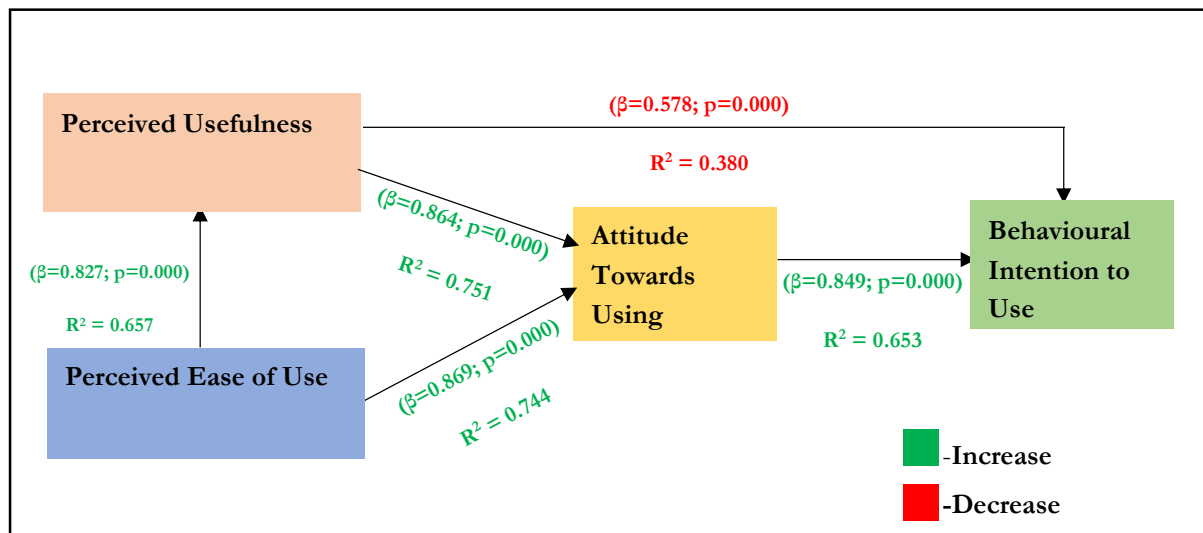 (β=0.578; p=0.000)
Perceived Usefulness
R² = 0.380
(β=0.864; p=0.000)
Attitude
Towards
Using
Behavioural
Intention to
Use
(β=0.827; p=0.000)
R² = 0.751
(β=0.849; p=0.000)
R² = 0.657
R² = 0.653
(β=0.869; p=0.000)
Perceived Ease of Use
R² = 0.744
-Increase
-Decrease